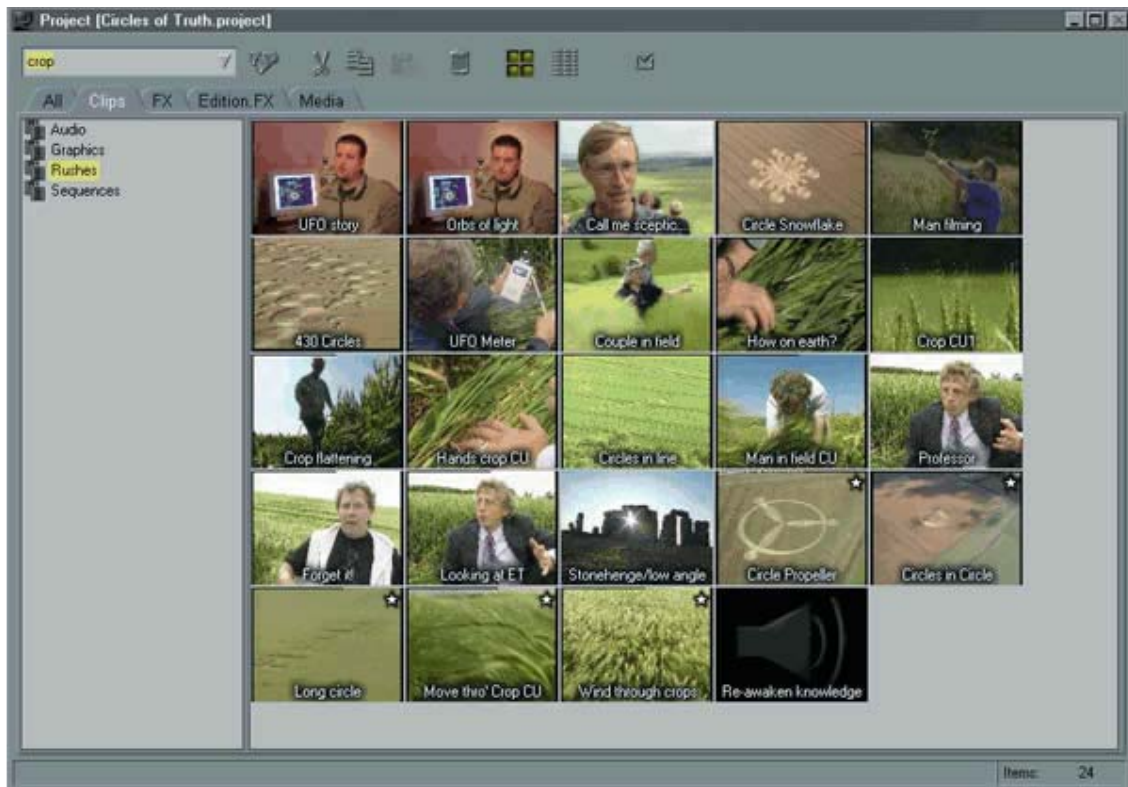 Project [Circles of Truth.project]
crop
All Clips FX Edition.FX Media
Audio
Graphics
Rushes
Sequences
UFO story Orbs of light Call me sceptic... Circle Snowflake Man filming
430 Circles UFO Meter Couple in field How on earth? Crop CU1
Crop flattening Hands crop CU Circles in line Man in field CU Professor
Forget it! Looking at ET Stonehenge/low angle Circle Propeller Circles in Circle
Long circle Move thro' Crop CU Wind through crops Re-awaken knowledge
Items: 24